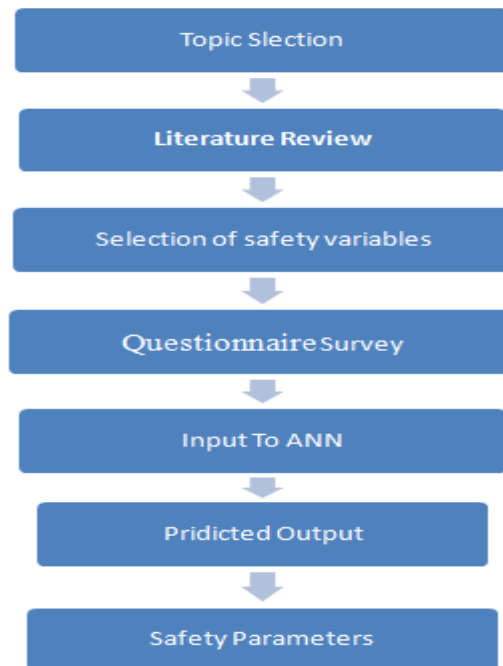 Topic Slection
Literature Review
Selection of safety variables
Questionnaire Survey
Input To ANN
Pridicted Output
Safety Parameters